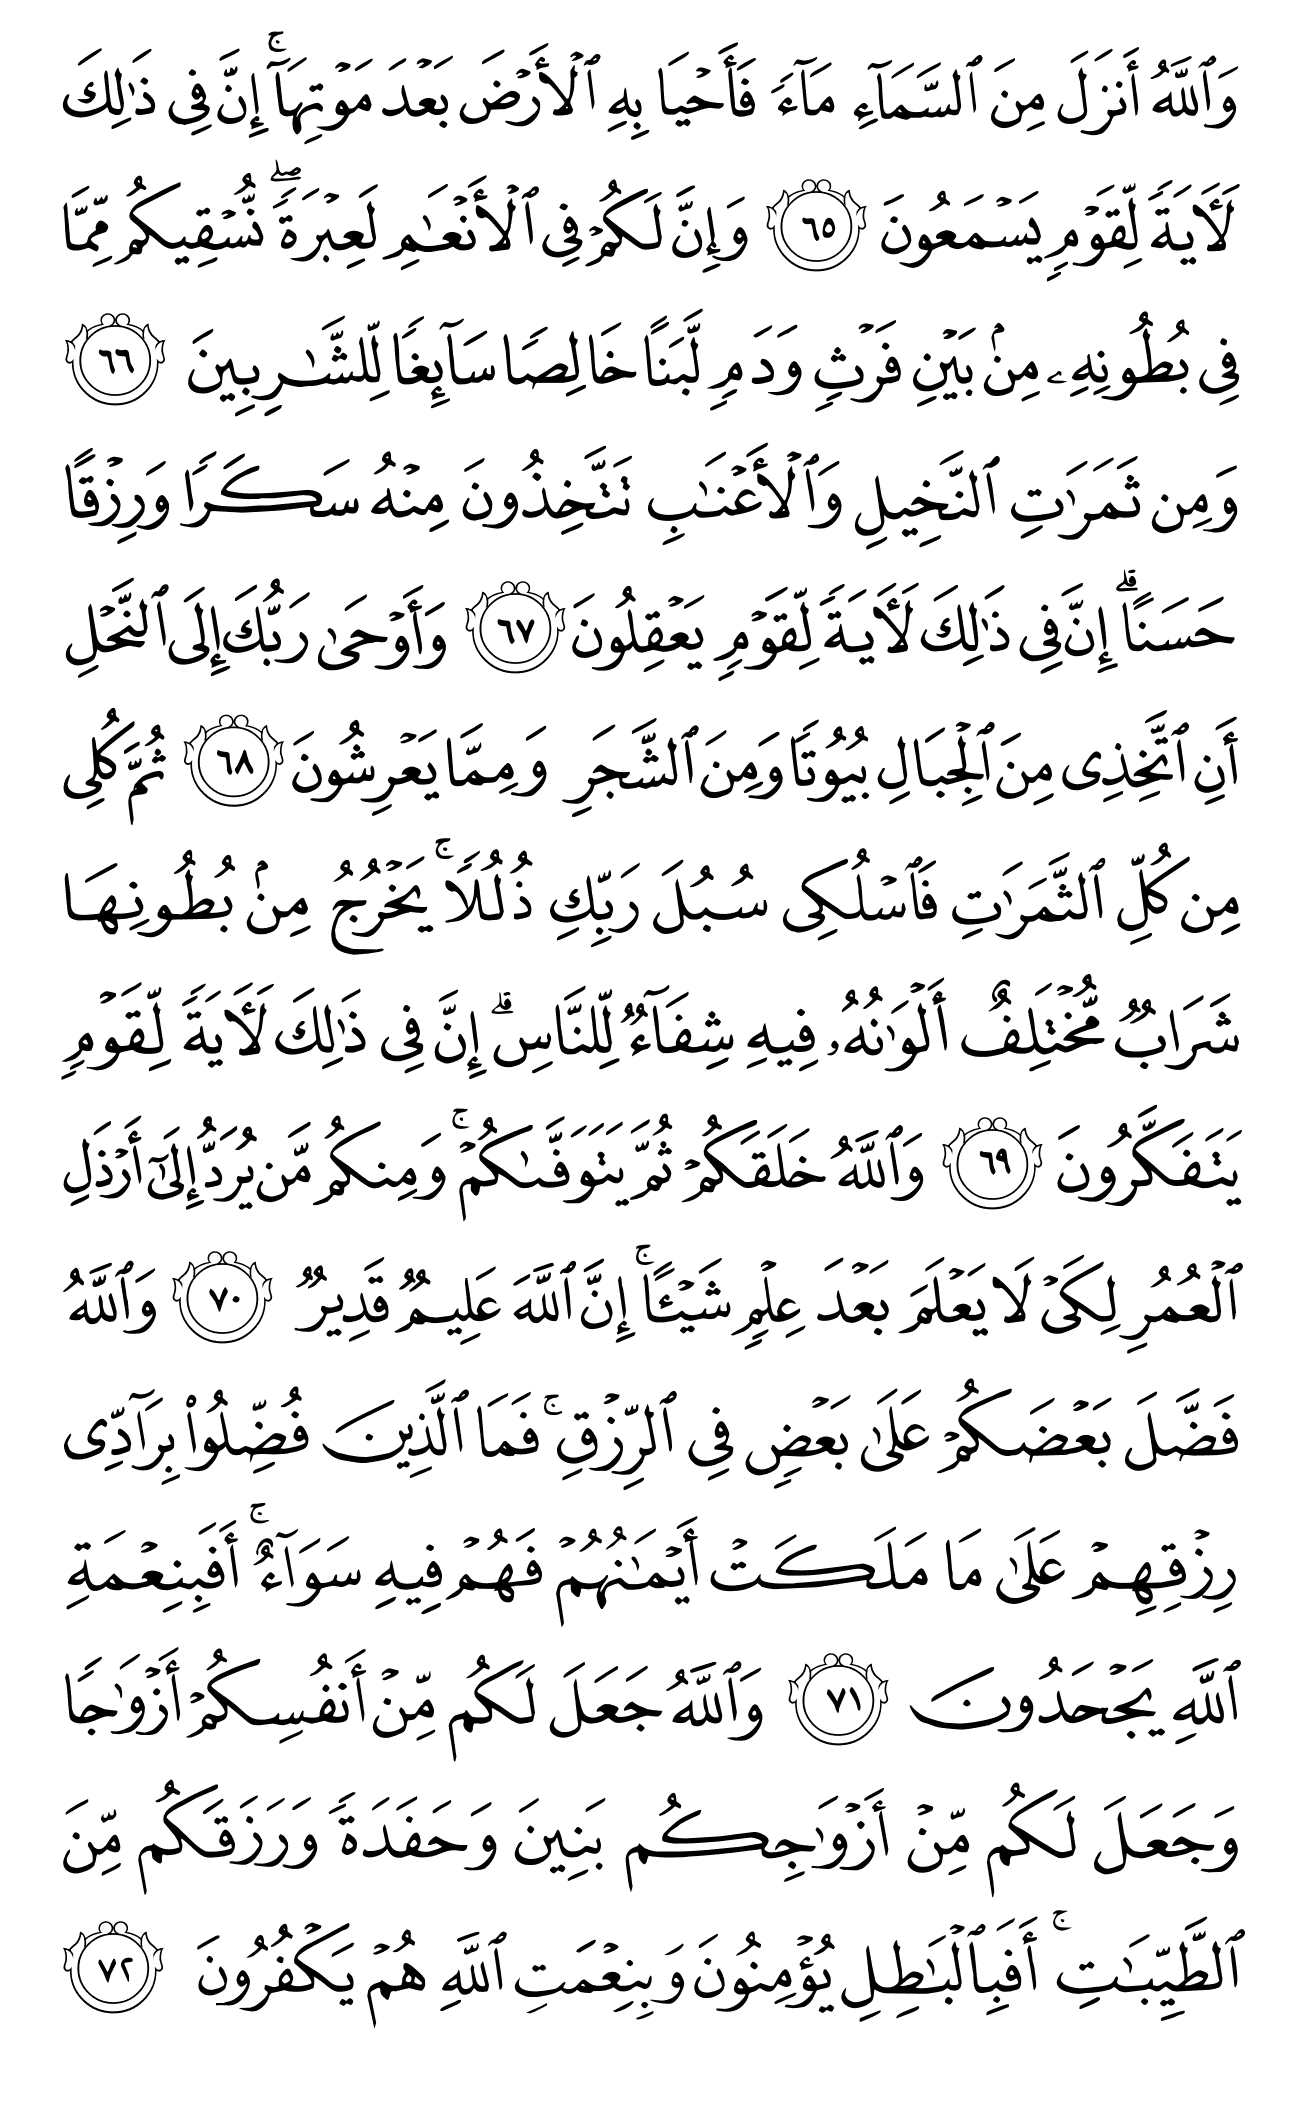 وَٱللَّهُ أَنزَلَ مِنَ ٱلسَّمَآءِ مَآءٗ فَأَحۡيَا بِهِ ٱلۡأَرۡضَ بَعۡدَ مَوۡتِهَآۚ إِنَّ فِي ذَٰلِكَ
لَأٓيَةٗ لِّقَوۡمٖ يَسۡمَعُونَ ٦٥ وَإِنَّ لَكُمۡ فِي ٱلۡأَنۡعَٰمِ لَعِبۡرَةٗۖ نُّسۡقِيكُم مِّمَّا
فِي بُطُونِهِۦ مِنۢ بَيۡنِ فَرۡثٖ وَدَمٖ لَّبَنًا خَالِصٗا سَآئِغٗا لِّلشَّٰرِبِينَ ٦٦
وَمِن ثَمَرَٰتِ ٱلنَّخِيلِ وَٱلۡأَعۡنَٰبِ تَتَّخِذُونَ مِنۡهُ سَكَرٗا وَرِزۡقًا
حَسَنًاۗ إِنَّ فِي ذَٰلِكَ لَأٓيَةٗ لِّقَوۡمٖ يَعۡقِلُونَ ٦٧ وَأَوۡحَىٰ رَبُّكَ إِلَى ٱلنَّحۡلِ
أَنِ ٱتَّخِذِي مِنَ ٱلۡجِبَالِ بُيُوتٗا وَمِنَ ٱلشَّجَرِ وَمِمَّا يَعۡرِشُونَ ٦٨ ثُمَّ كُلِي
مِن كُلِّ ٱلثَّمَرَٰتِ فَٱسۡلُكِي سُبُلَ رَبِّكِ ذُلُلٗاۚ يَخۡرُجُ مِنۢ بُطُونِهَا
شَرَابٞ مُّخۡتَلِفٌ أَلۡوَٰنُهُۥ فِيهِ شِفَآءٞ لِّلنَّاسِۗ إِنَّ فِي ذَٰلِكَ لَأٓيَةٗ لِّقَوۡمٖ
يَتَفَكَّرُونَ ٦٩ وَٱللَّهُ خَلَقَكُمۡ ثُمَّ يَتَوَفَّىٰكُمۡۚ وَمِنكُم مَّن يُرَدُّ إِلَىٰٓ أَرۡذَلِ
ٱلۡعُمُرِ لِكَيۡ لَا يَعۡلَمَ بَعۡدَ عِلۡمٖ شَيۡـًٔاۚ إِنَّ ٱللَّهَ عَلِيمٞ قَدِيرٞ ٧٠ وَٱللَّهُ
فَضَّلَ بَعۡضَكُمۡ عَلَىٰ بَعۡضٖ فِي ٱلرِّزۡقِۚ فَمَا ٱلَّذِينَ فُضِّلُواْ بِرَآدِّي
رِزۡقِهِمۡ عَلَىٰ مَا مَلَكَتۡ أَيۡمَٰنُهُمۡ فَهُمۡ فِيهِ سَوَآءٌۚ أَفَبِنِعۡمَةِ
ٱللَّهِ يَجۡحَدُونَ ٧١ وَٱللَّهُ جَعَلَ لَكُم مِّنۡ أَنفُسِكُمۡ أَزۡوَٰجٗا
وَجَعَلَ لَكُم مِّنۡ أَزۡوَٰجِكُم بَنِينَ وَحَفَدَةٗ وَرَزَقَكُم مِّنَ
ٱلطَّيِّبَٰتِۚ أَفَبِٱلۡبَٰطِلِ يُؤۡمِنُونَ وَبِنِعۡمَتِ ٱللَّهِ هُمۡ يَكۡفُرُونَ ٧٢